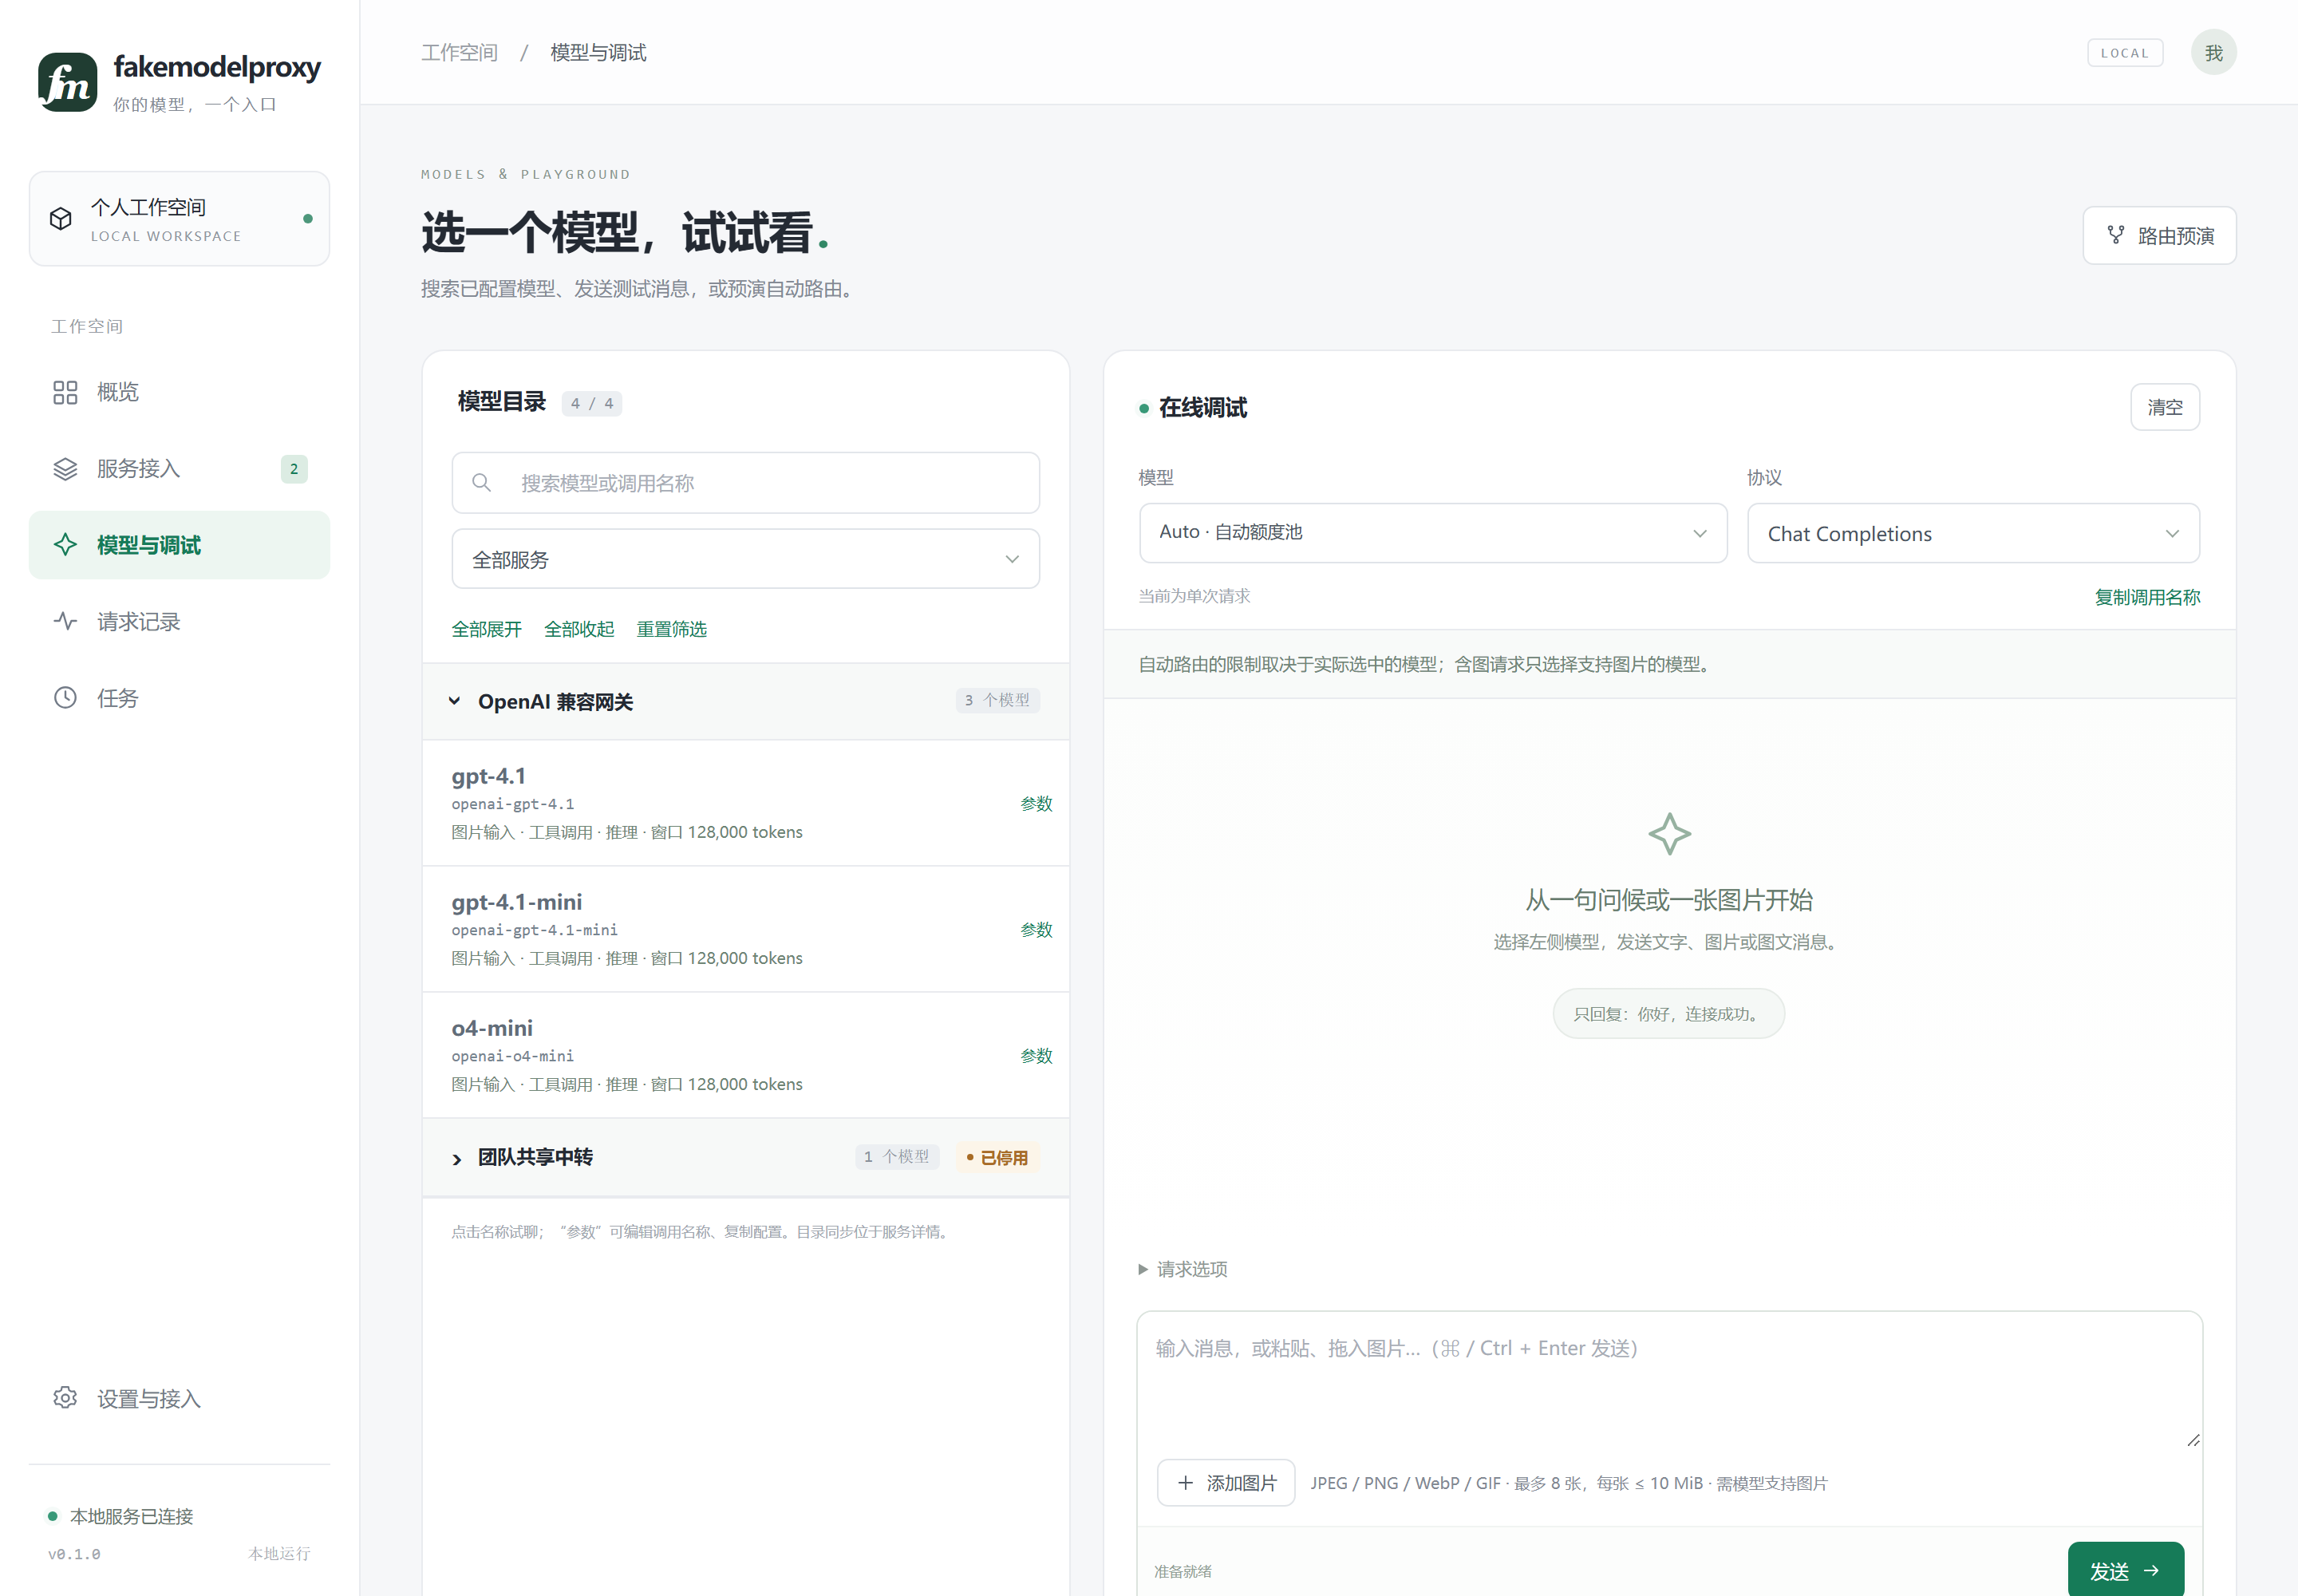 fakemodelproxy
你的模型，一个入口
个人工作空间
LOCAL WORKSPACE
工作空间
概览
服务接入
2
模型与调试
请求记录
任务
设置与接入
本地服务已连接
v0.1.0
本地运行
工作空间 / 模型与调试
LOCAL
我
MODELS & PLAYGROUND
选一个模型，试试看.
搜索已配置模型、发送测试消息，或预演自动路由。
路由预演
模型目录
4 / 4
搜索模型或调用名称
全部服务
全部展开 全部收起 重置筛选
OpenAI 兼容网关
3 个模型
gpt-4.1
openai-gpt-4.1
图片输入 · 工具调用 · 推理 · 窗口 128,000 tokens
参数
gpt-4.1-mini
openai-gpt-4.1-mini
图片输入 · 工具调用 · 推理 · 窗口 128,000 tokens
参数
o4-mini
openai-o4-mini
图片输入 · 工具调用 · 推理 · 窗口 128,000 tokens
参数
团队共享中转
1 个模型
已停用
点击名称试聊；“参数”可编辑调用名称、复制配置。目录同步位于服务详情。
在线调试
清空
模型
Auto · 自动额度池
协议
Chat Completions
当前为单次请求
复制调用名称
自动路由的限制取决于实际选中的模型；含图请求只选择支持图片的模型。
从一句问候或一张图片开始
选择左侧模型，发送文字、图片或图文消息。
只回复：你好，连接成功。
请求选项
输入消息，或粘贴、拖入图片...（⌘ / Ctrl + Enter 发送）
添加图片
JPEG / PNG / WebP / GIF · 最多 8 张，每张 ≤ 10 MiB · 需模型支持图片
准备就绪
发送
fm